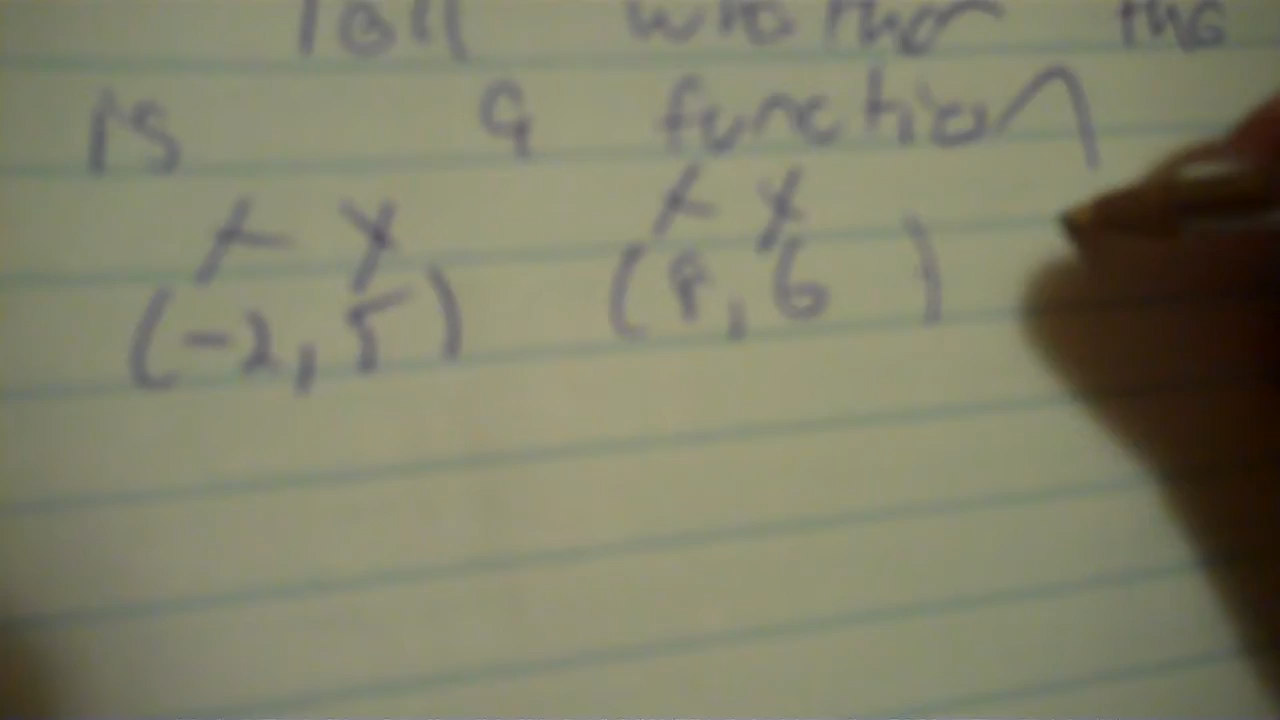 Tell whether the
is a function
x y x y
(-2, 5) (8, 6 )